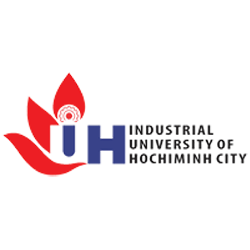 IUH
INDUSTRIAL
UNIVERSITY OF
HOCHIMINH CITY